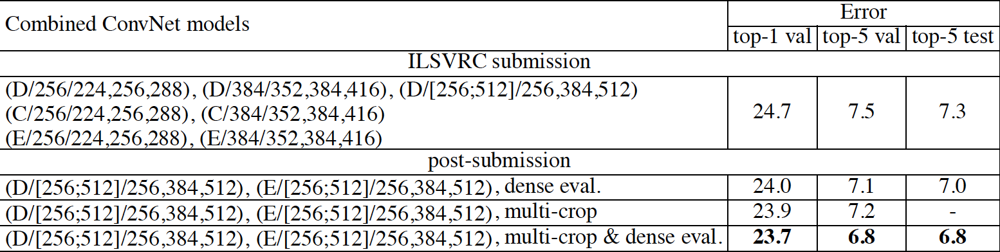 Combined ConvNet models Error
top-1 val top-5 val top-5 test
ILSVRC submission
(D/256/224,256,288), (D/384/352,384,416), (D/[256;512]/256,384,512)
(C/256/224,256,288), (C/384/352,384,416) 24.7 7.5 7.3
(E/256/224,256,288), (E/384/352,384,416)
post-submission
(D/[256;512]/256,384,512), (E/[256;512]/256,384,512), dense eval. 24.0 7.1 7.0
(D/[256;512]/256,384,512), (E/[256;512]/256,384,512), multi-crop 23.9 7.2 -
(D/[256;512]/256,384,512), (E/[256;512]/256,384,512), multi-crop & dense eval. 23.7 6.8 6.8